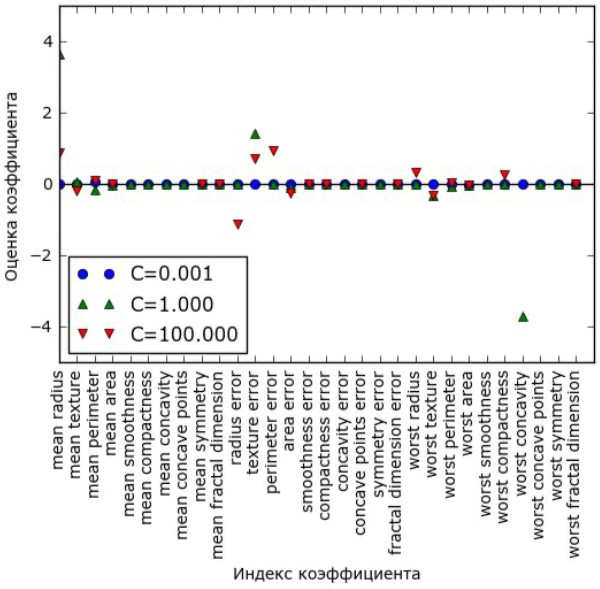 4
2
0
−2
−4
Оценка коэффициента
C=0.001
C=1.000
C=100.000
mean radius
mean texture
mean perimeter
mean area
mean smoothness
mean compactness
mean concavity
mean concave points
mean symmetry
mean fractal dimension
radius error
texture error
perimeter error
area error
smoothness error
compactness error
concavity error
concave points error
symmetry error
fractal dimension error
worst radius
worst texture
worst perimeter
worst area
worst smoothness
worst compactness
worst concavity
worst concave points
worst symmetry
worst fractal dimension
Индекс коэффициента